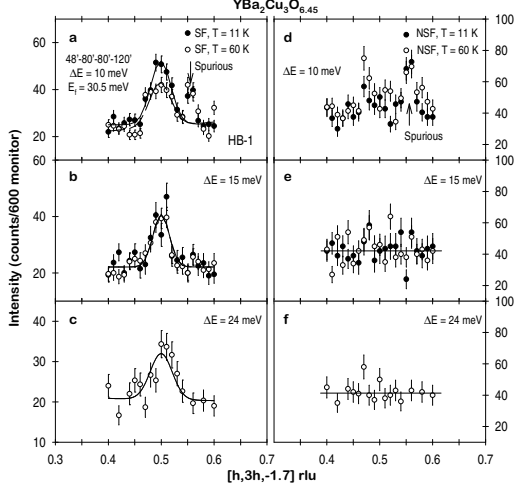 YBa2Cu3O6.45
a
SF, T = 11 K
SF, T = 60 K
48'-80'-80'-120'
ΔE = 10 meV
Ef = 30.5 meV
Spurious
HB-1
60
40
20
60
d
NSF, T = 11 K
NSF, T = 60 K
ΔE = 10 meV
Spurious
100
80
60
40
20
100
b
ΔE = 15 meV
40
20
e
ΔE = 15 meV
80
60
40
20
100
c
ΔE = 24 meV
40
30
20
10
f
ΔE = 24 meV
80
60
40
20
0.3 0.4 0.5 0.6 0.7 0.4 0.5 0.6 0.7
Intensity (counts/600 monitor)
[h,3h,-1.7] rlu